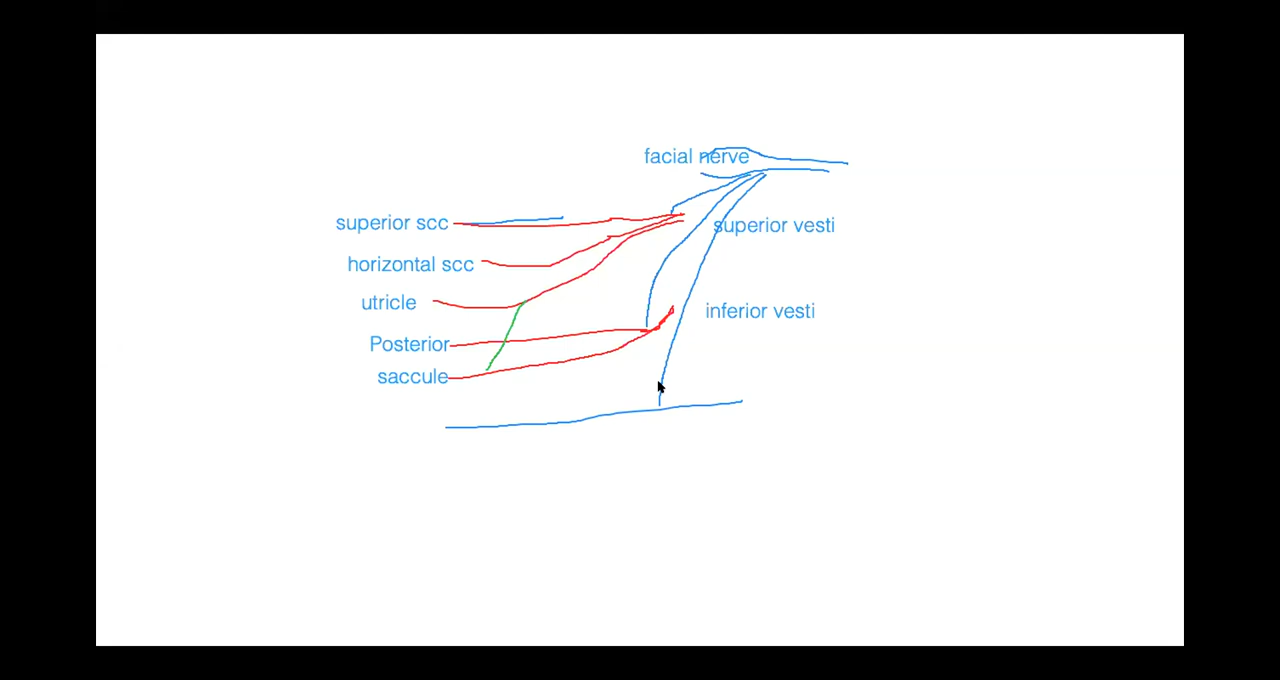 facial nerve
superior scc
superior vesti
horizontal scc
utricle
inferior vesti
Posterior
saccule